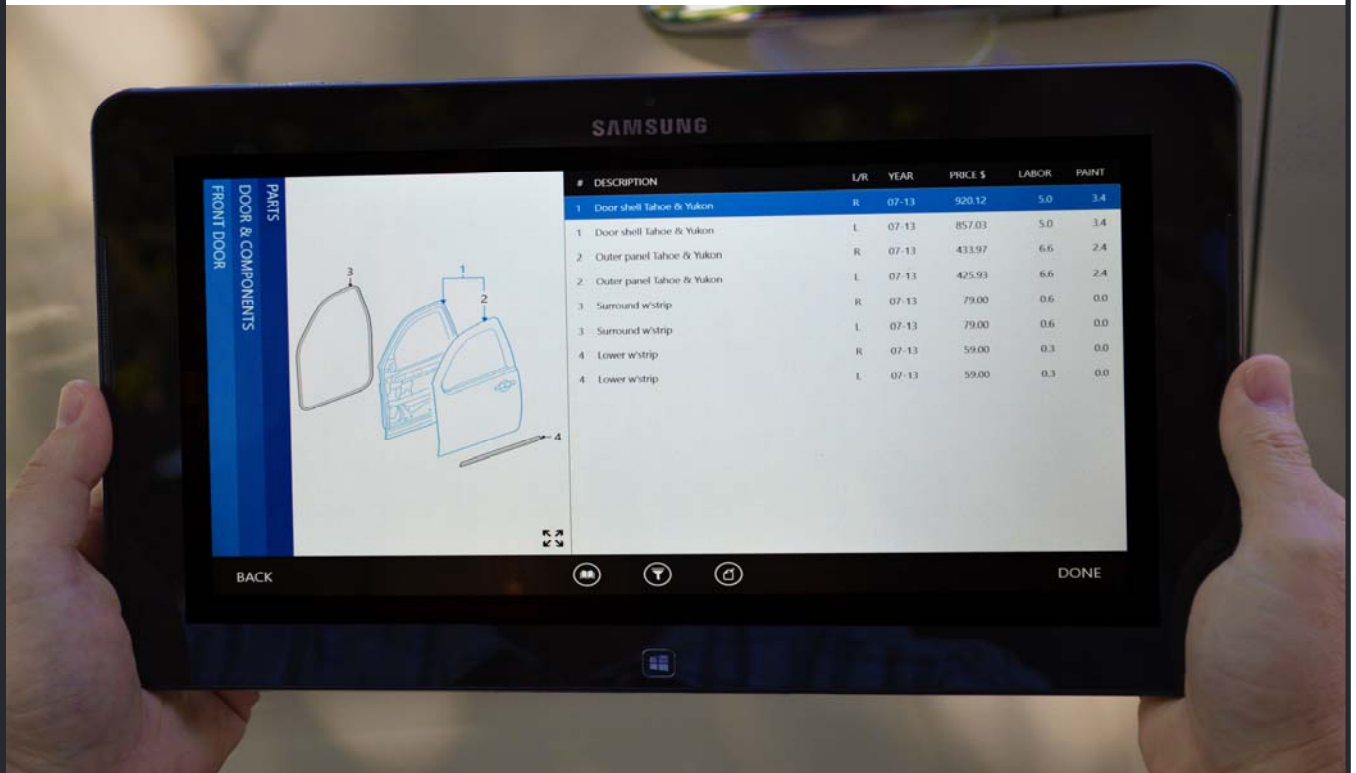 SAMSUNG
PARTS
DOOR & COMPONENTS
FRONT DOOR
3
1
2
4
# DESCRIPTION L/R YEAR PRICE $ LABOR PAINT
1 Door shell Tahoe & Yukon R 07-13 920.12 5.0 3.4
1 Door shell Tahoe & Yukon L 07-13 857.03 5.0 3.4
2 Outer panel Tahoe & Yukon R 07-13 433.97 6.6 2.4
2 Outer panel Tahoe & Yukon L 07-13 425.93 6.6 2.4
3 Surround w'strip R 07-13 79.00 0.6 0.0
3 Surround w'strip L 07-13 79.00 0.6 0.0
4 Lower w'strip R 07-13 59.00 0.3 0.0
4 Lower w'strip L 07-13 59.00 0.3 0.0
BACK
DONE